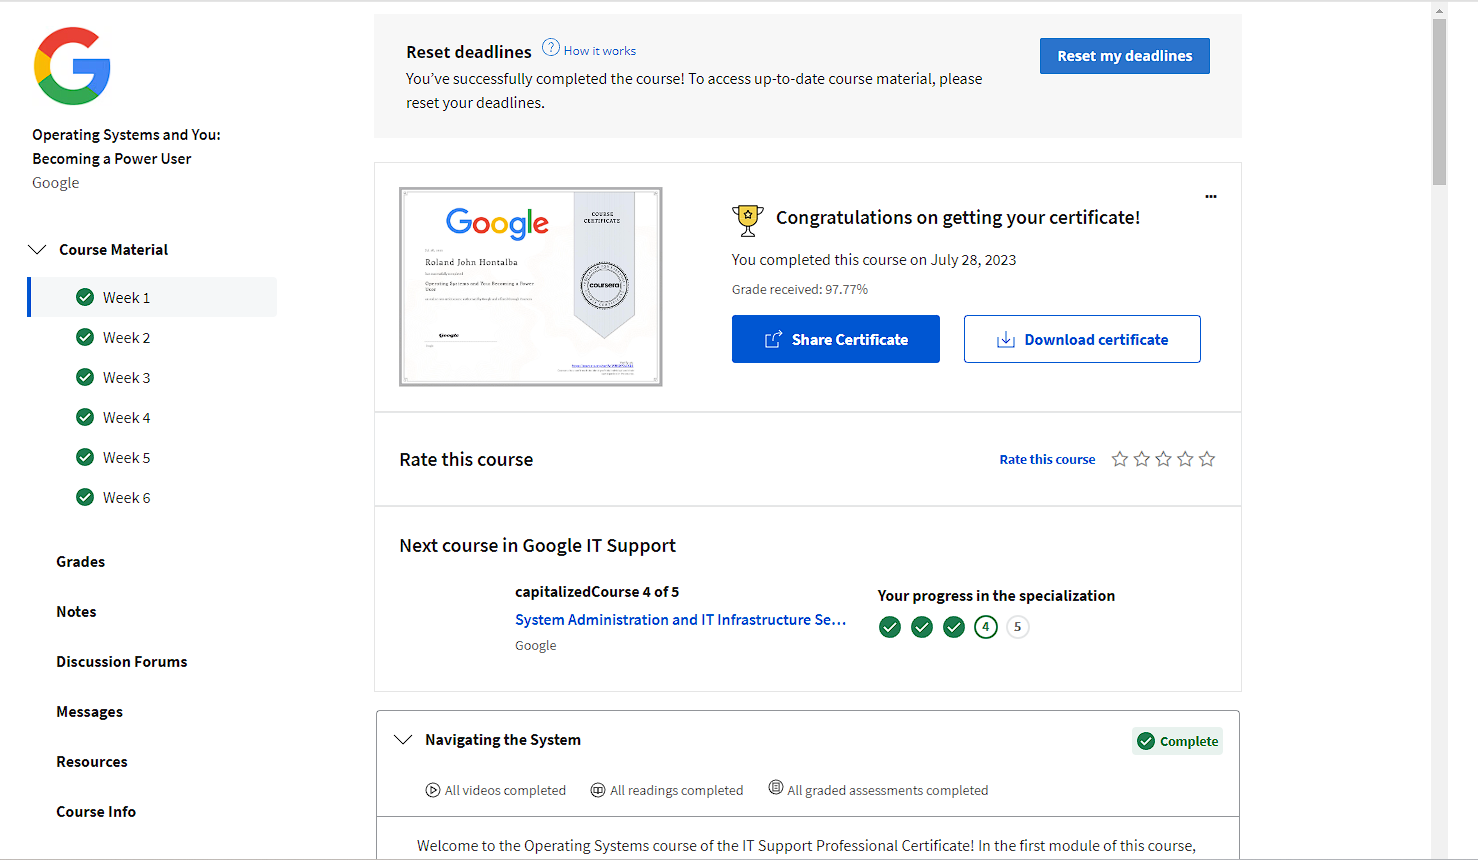 Operating Systems and You:
Becoming a Power User
Google
Course Material
Week 1
Week 2
Week 3
Week 4
Week 5
Week 6
Grades
Notes
Discussion Forums
Messages
Resources
Course Info
Reset deadlines ? How it works
You've successfully completed the course! To access up-to-date course material, please
reset your deadlines.
Reset my deadlines
Google
COURSE
CERTIFICATE
Roland John Hontalba
Operating Systems and You: Becoming a Power
User
coursera
Google
Congratulations on getting your certificate!
You completed this course on July 28, 2023
Grade received: 97.77%
Share Certificate
Download certificate
Rate this course
Rate this course
Next course in Google IT Support
capitalizedCourse 4 of 5
System Administration and IT Infrastructure Se...
Google
Your progress in the specialization
4 5
Navigating the System
Complete
All videos completed All readings completed All graded assessments completed
Welcome to the Operating Systems course of the IT Support Professional Certificate! In the first module of this course,